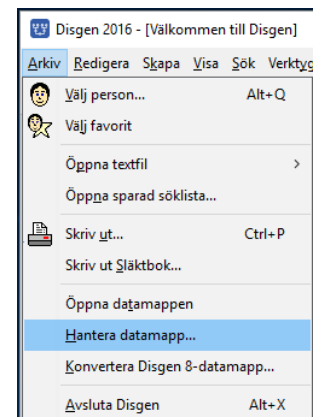 Disgen 2016 - [Välkommen till Disgen]
Arkiv Redigera Skapa Visa Sök Verktyg
Välj person... Alt+Q
Välj favorit
Öppna textfil >
Öppna sparad söklista...
Skriv ut... Ctrl+P
Skriv ut Släktbok...
Öppna datamappen
Hantera datamapp...
Konvertera Disgen 8-datamapp...
Avsluta Disgen Alt+X